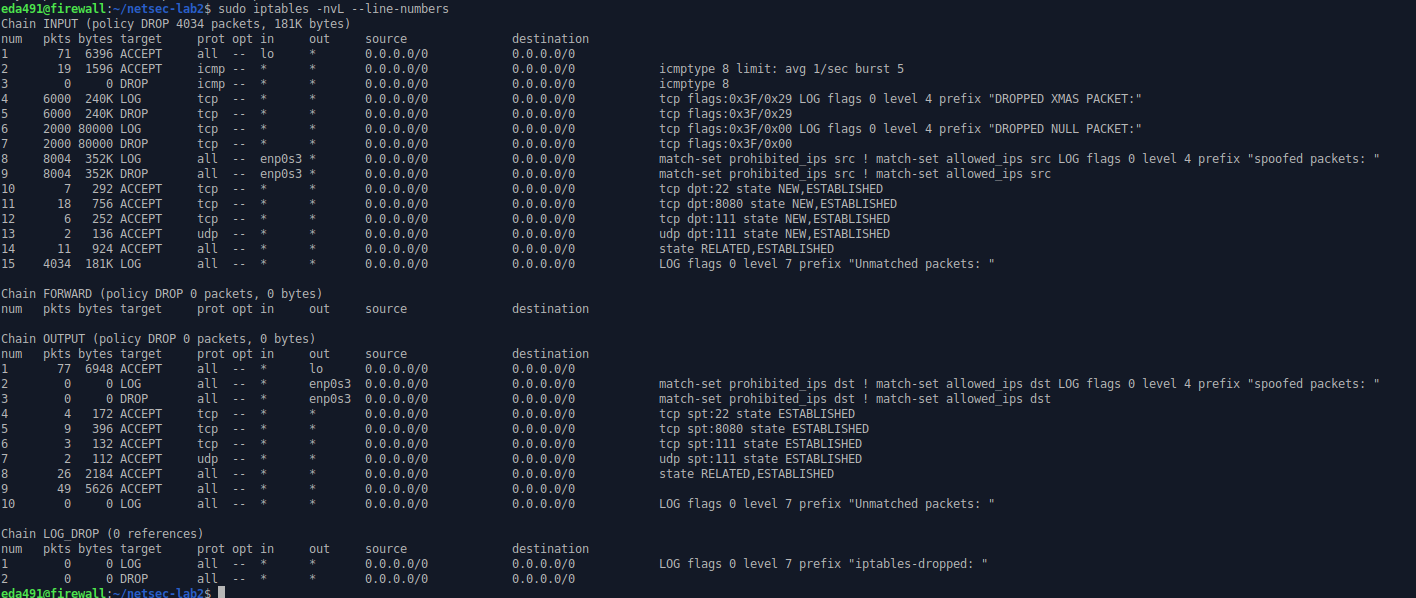 eda491@firewall:~/netsec-lab2$ sudo iptables -nvL --line-numbers
Chain INPUT (policy DROP 4034 packets, 181K bytes)
num   pkts bytes target     prot opt in     out     source               destination
1       71  6396 ACCEPT     all  --  lo     *       0.0.0.0/0            0.0.0.0/0
2       19  1596 ACCEPT     icmp --  *      *       0.0.0.0/0            0.0.0.0/0            icmptype 8 limit: avg 1/sec burst 5
3        0     0 DROP       icmp --  *      *       0.0.0.0/0            0.0.0.0/0            icmptype 8
4     6000  240K LOG        tcp  --  *      *       0.0.0.0/0            0.0.0.0/0            tcp flags:0x3F/0x29 LOG flags 0 level 4 prefix "DROPPED XMAS PACKET:"
5     6000  240K DROP       tcp  --  *      *       0.0.0.0/0            0.0.0.0/0            tcp flags:0x3F/0x29
6     2000 80000 LOG        tcp  --  *      *       0.0.0.0/0            0.0.0.0/0            tcp flags:0x3F/0x00 LOG flags 0 level 4 prefix "DROPPED NULL PACKET:"
7     2000 80000 DROP       tcp  --  *      *       0.0.0.0/0            0.0.0.0/0            tcp flags:0x3F/0x00
8     8004  352K LOG        all  --  enp0s3 *       0.0.0.0/0            0.0.0.0/0            match-set prohibited_ips src ! match-set allowed_ips src LOG flags 0 level 4 prefix "spoofed packets: "
9     8004  352K DROP       all  --  enp0s3 *       0.0.0.0/0            0.0.0.0/0            match-set prohibited_ips src ! match-set allowed_ips src
10       7   292 ACCEPT     tcp  --  *      *       0.0.0.0/0            0.0.0.0/0            tcp dpt:22 state NEW,ESTABLISHED
11      18   756 ACCEPT     tcp  --  *      *       0.0.0.0/0            0.0.0.0/0            tcp dpt:8080 state NEW,ESTABLISHED
12       6   252 ACCEPT     tcp  --  *      *       0.0.0.0/0            0.0.0.0/0            tcp dpt:111 state NEW,ESTABLISHED
13       2   136 ACCEPT     udp  --  *      *       0.0.0.0/0            0.0.0.0/0            udp dpt:111 state NEW,ESTABLISHED
14      11   924 ACCEPT     all  --  *      *       0.0.0.0/0            0.0.0.0/0            state RELATED,ESTABLISHED
15    4034  181K LOG        all  --  *      *       0.0.0.0/0            0.0.0.0/0            LOG flags 0 level 7 prefix "Unmatched packets: "

Chain FORWARD (policy DROP 0 packets, 0 bytes)
num   pkts bytes target     prot opt in     out     source               destination

Chain OUTPUT (policy DROP 0 packets, 0 bytes)
num   pkts bytes target     prot opt in     out     source               destination
1       77  6948 ACCEPT     all  --  *      lo      0.0.0.0/0            0.0.0.0/0
2        0     0 LOG        all  --  *      enp0s3  0.0.0.0/0            0.0.0.0/0            match-set prohibited_ips dst ! match-set allowed_ips dst LOG flags 0 level 4 prefix "spoofed packets: "
3        0     0 DROP       all  --  *      enp0s3  0.0.0.0/0            0.0.0.0/0            match-set prohibited_ips dst ! match-set allowed_ips dst
4        4   172 ACCEPT     tcp  --  *      *       0.0.0.0/0            0.0.0.0/0            tcp spt:22 state ESTABLISHED
5        9   396 ACCEPT     tcp  --  *      *       0.0.0.0/0            0.0.0.0/0            tcp spt:8080 state ESTABLISHED
6        3   132 ACCEPT     tcp  --  *      *       0.0.0.0/0            0.0.0.0/0            tcp spt:111 state ESTABLISHED
7        2   112 ACCEPT     udp  --  *      *       0.0.0.0/0            0.0.0.0/0            udp spt:111 state ESTABLISHED
8       26  2184 ACCEPT     all  --  *      *       0.0.0.0/0            0.0.0.0/0            state RELATED,ESTABLISHED
9       49  5626 ACCEPT     all  --  *      *       0.0.0.0/0            0.0.0.0/0
10       0     0 LOG        all  --  *      *       0.0.0.0/0            0.0.0.0/0            LOG flags 0 level 7 prefix "Unmatched packets: "

Chain LOG_DROP (0 references)
num   pkts bytes target     prot opt in     out     source               destination
1        0     0 LOG        all  --  *      *       0.0.0.0/0            0.0.0.0/0            LOG flags 0 level 7 prefix "iptables-dropped: "
2        0     0 DROP       all  --  *      *       0.0.0.0/0            0.0.0.0/0
eda491@firewall:~/netsec-lab2$